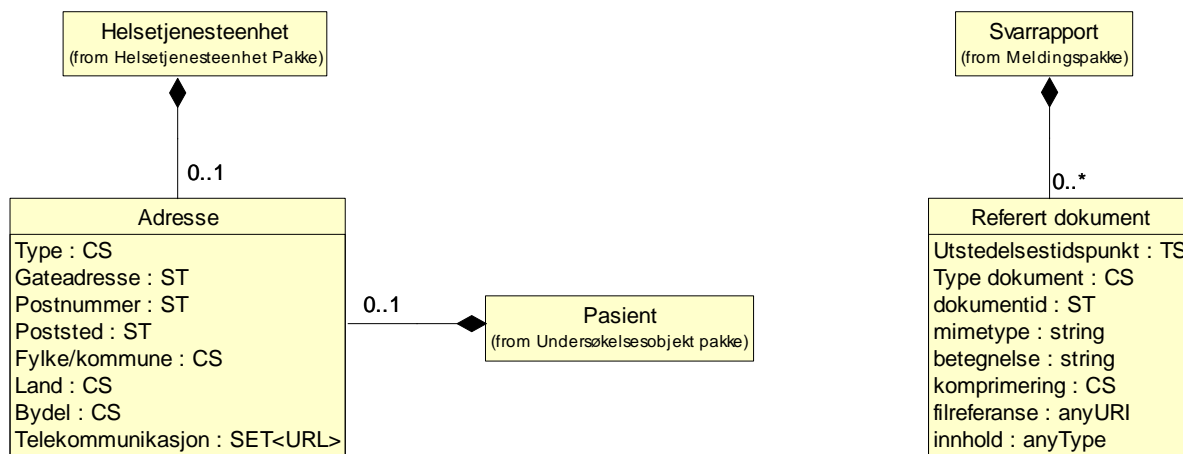 Helsetjenesteenhet
(from Helsetjenesteenhet Pakke)
0..1
Adresse
Type : CS
Gateadresse : ST
Postnummer : ST
Poststed : ST
Fylke/kommune : CS
Land : CS
Bydel : CS
Telekommunikasjon : SET<URL>
0..1
Pasient
(from Undersøkelsesobjekt pakke)
Svarrapport
(from Meldingspakke)
0..*
Referert dokument
Utstedelsestidspunkt : TS
Type dokument : CS
dokumentid : ST
mimetype : string
betegnelse : string
komprimering : CS
filreferanse : anyURI
innhold : anyType